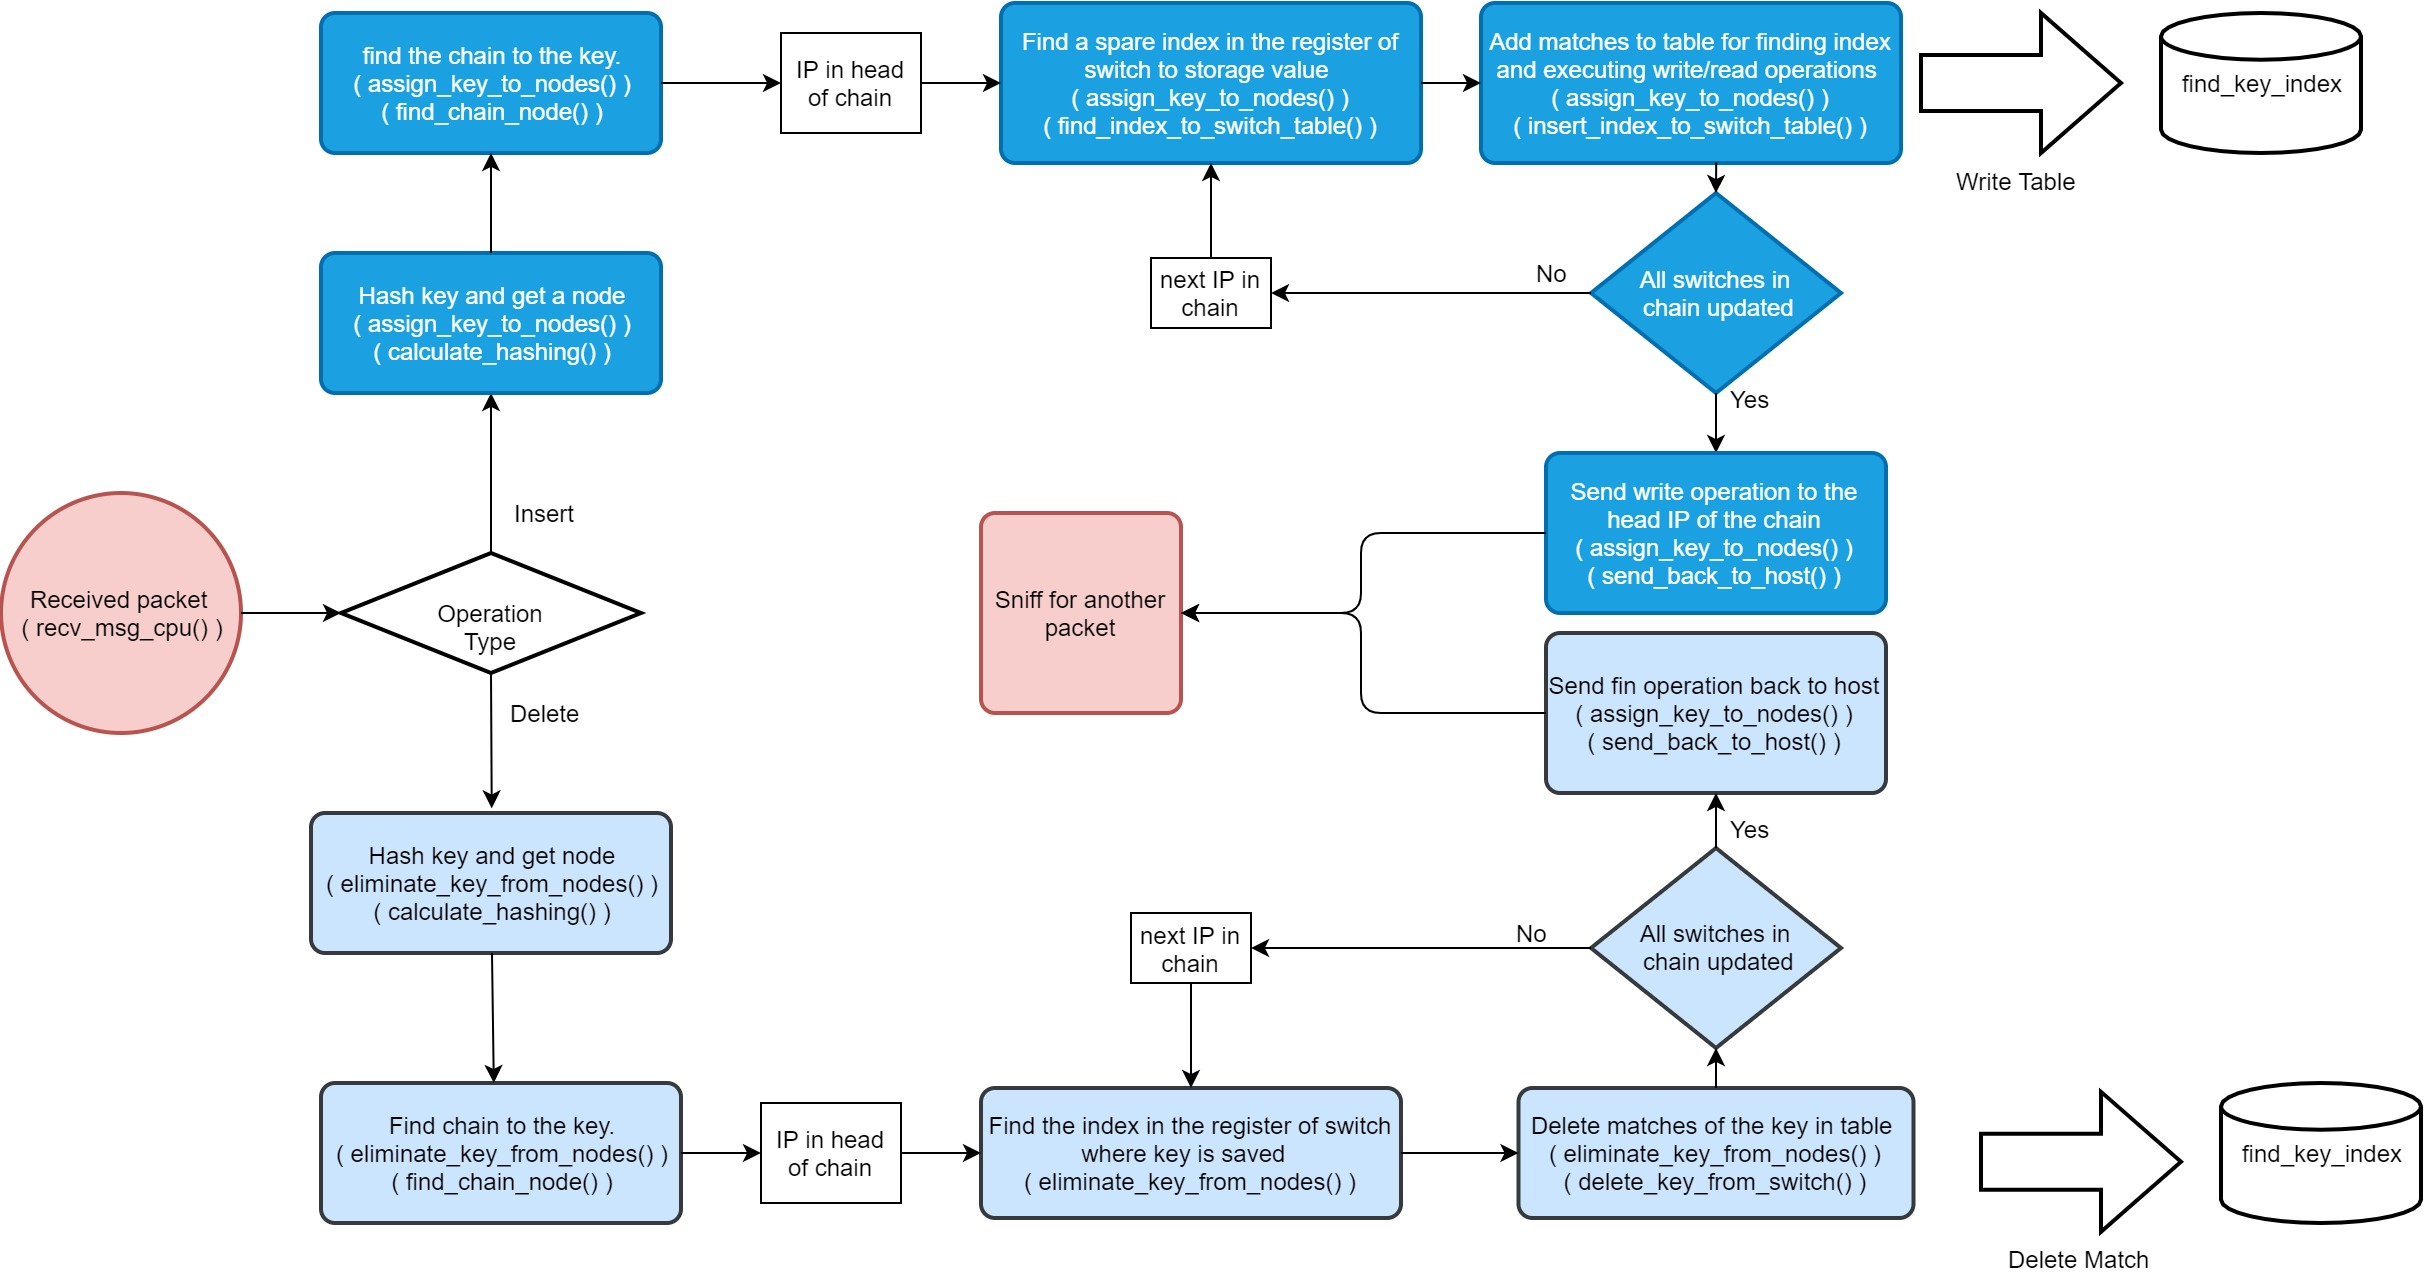 find the chain to the key.
( assign_key_to_nodes() )
( find_chain_node() )
IP in head
of chain
Find a spare index in the register of
switch to storage value
( assign_key_to_nodes() )
( find_index_to_switch_table() )
Add matches to table for finding index
and executing write/read operations
( assign_key_to_nodes() )
( insert_index_to_switch_table() )
Write Table
find_key_index
Hash key and get a node
( assign_key_to_nodes() )
( calculate_hashing() )
next IP in
chain
No
All switches in
chain updated
Yes
Insert
Received packet
( recv_msg_cpu() )
Operation
Type
Delete
Sniff for another
packet
Send write operation to the
head IP of the chain
( assign_key_to_nodes() )
( send_back_to_host() )
Send fin operation back to host
( assign_key_to_nodes() )
( send_back_to_host() )
Yes
Hash key and get node
( eliminate_key_from_nodes() )
( calculate_hashing() )
next IP in
chain
No
All switches in
chain updated
Find chain to the key.
( eliminate_key_from_nodes() )
( find_chain_node() )
IP in head
of chain
Find the index in the register of switch
where key is saved
( eliminate_key_from_nodes() )
Delete matches of the key in table
( eliminate_key_from_nodes() )
( delete_key_from_switch() )
Delete Match
find_key_index